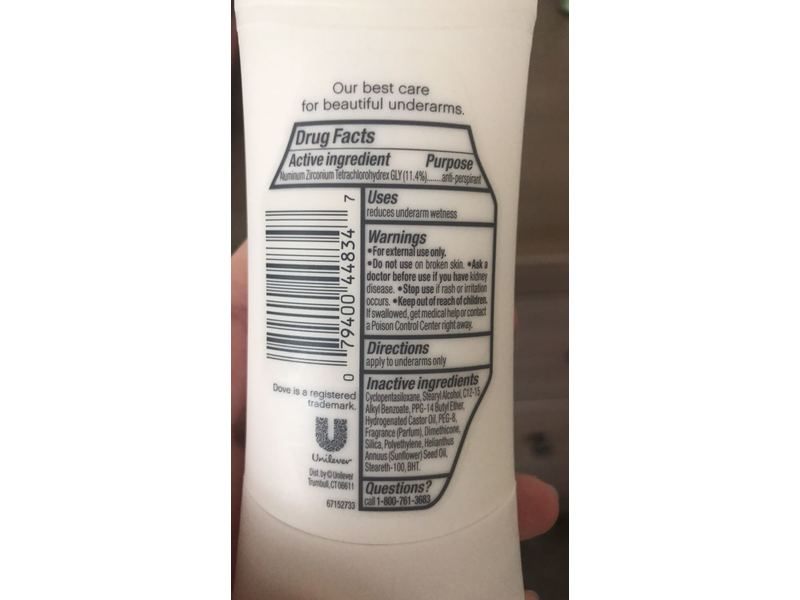 Our best care
for beautiful underarms.
Drug Facts
Active ingredient Purpose
Aluminum Zirconium Tetrachlorohydrex GLY (11.4%)......anti-perspirant
Uses
reduces underarm wetness
Warnings
•For external use only.
•Do not use on broken skin. •Ask a
doctor before use if you have kidney
disease. •Stop use if rash or irritation
occurs. •Keep out of reach of children.
If swallowed, get medical help or contact
a Poison Control Center right away.
Directions
apply to underarms only
Inactive ingredients
Cyclopentasiloxane, Stearyl Alcohol, C12-15
Alkyl Benzoate, PPG-14 Butyl Ether,
Hydrogenated Castor Oil, PEG-8,
Fragrance (Parfum), Dimethicone,
Silica, Polyethylene, Helianthus
Annuus (Sunflower) Seed Oil,
Steareth-100, BHT.
Questions?
call 1-800-761-3683
0 79400 44834 7
Dove is a registered
trademark.
Unilever
Dist. by © Unilever
Trumbull, CT 06611
67152733